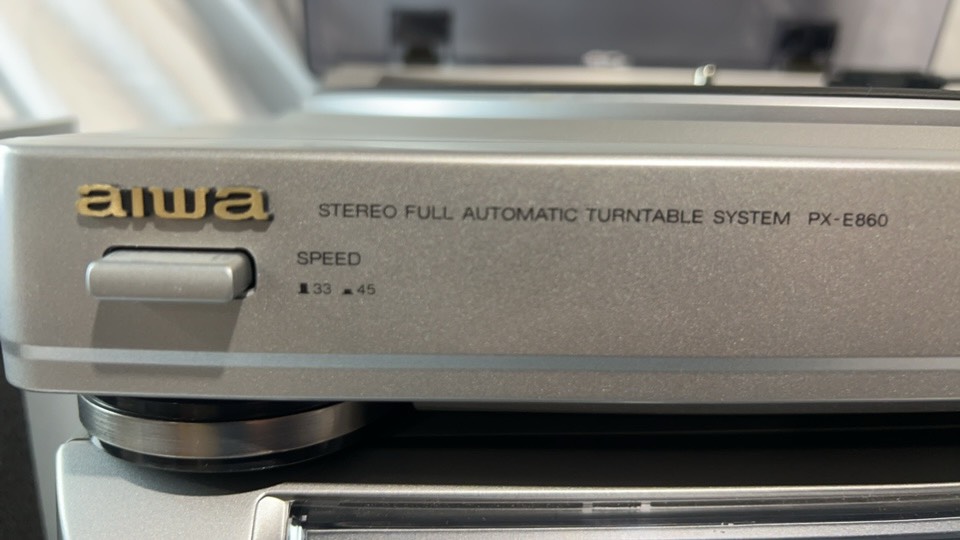 aiwa
STEREO FULL AUTOMATIC TURNTABLE SYSTEM PX-E860
SPEED
33 45